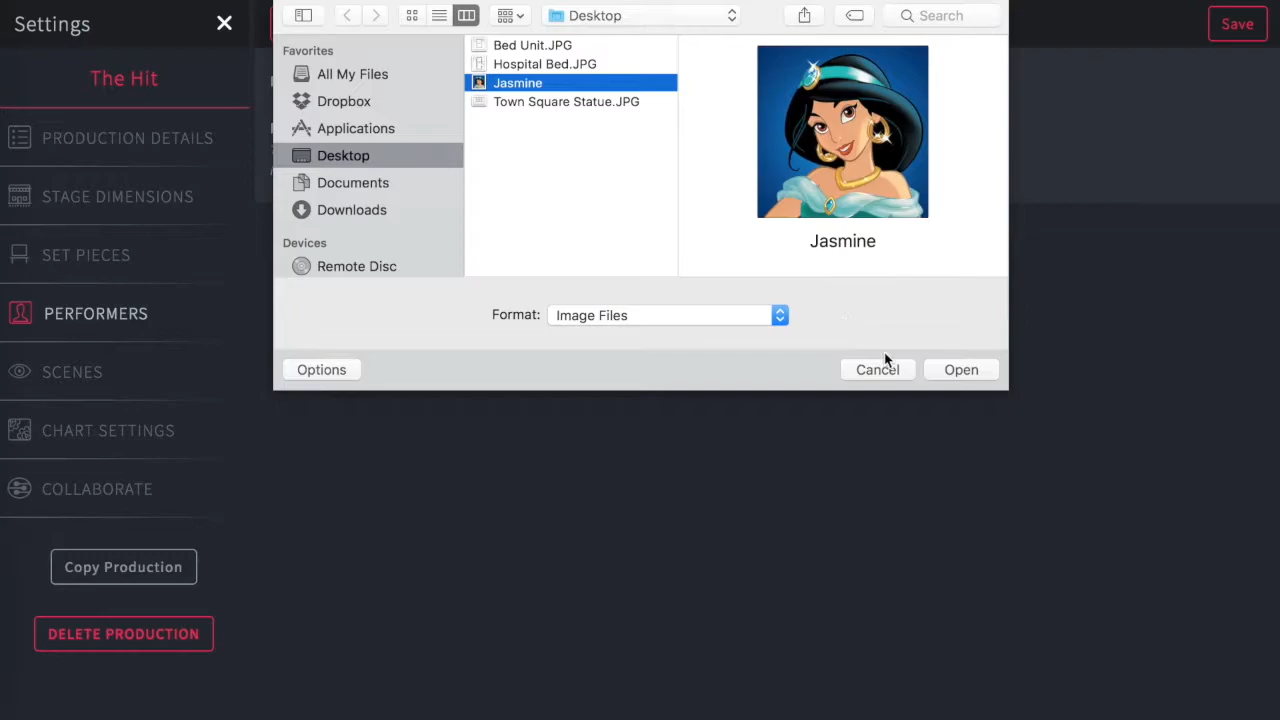 Settings
The Hit
PRODUCTION DETAILS
STAGE DIMENSIONS
SET PIECES
PERFORMERS
SCENES
CHART SETTINGS
COLLABORATE
Copy Production
DELETE PRODUCTION
Desktop
Search
Save
Favorites
All My Files
Dropbox
Applications
Desktop
Documents
Downloads
Devices
Remote Disc
Bed Unit.JPG
Hospital Bed.JPG
Jasmine
Town Square Statue.JPG
Jasmine
Format: Image Files
Options
Cancel
Open